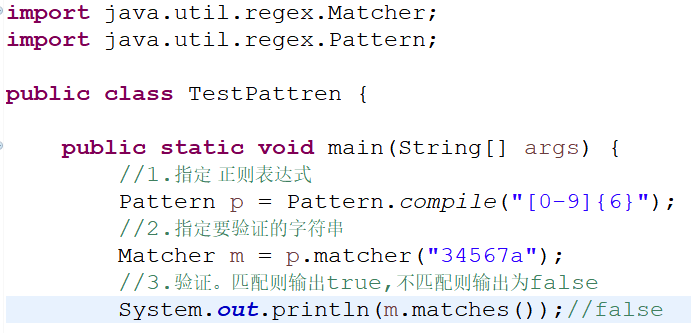 import java.util.regex.Matcher;
import java.util.regex.Pattern;
public class TestPattren {
public static void main(String[] args) {
//1.指定 正则表达式
Pattern p = Pattern.compile("[0-9]{6}");
//2.指定要验证的字符串
Matcher m = p.matcher("34567a");
//3.验证。匹配则输出true,不匹配则输出为false
System.out.println(m.matches());//false